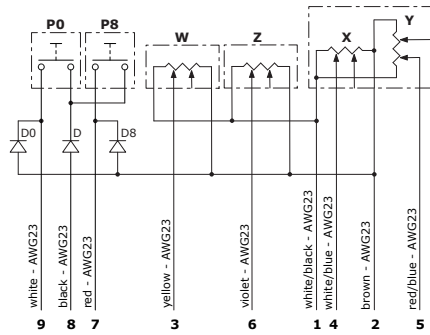 P0 P8
W Z X Y
D0 D D8
white - AWG23
black - AWG23
red - AWG23
yellow - AWG23
violet - AWG23
white/black - AWG23
white/blue - AWG23
brown - AWG23
red/blue - AWG23
9 8 7 3 6 1 4 2 5